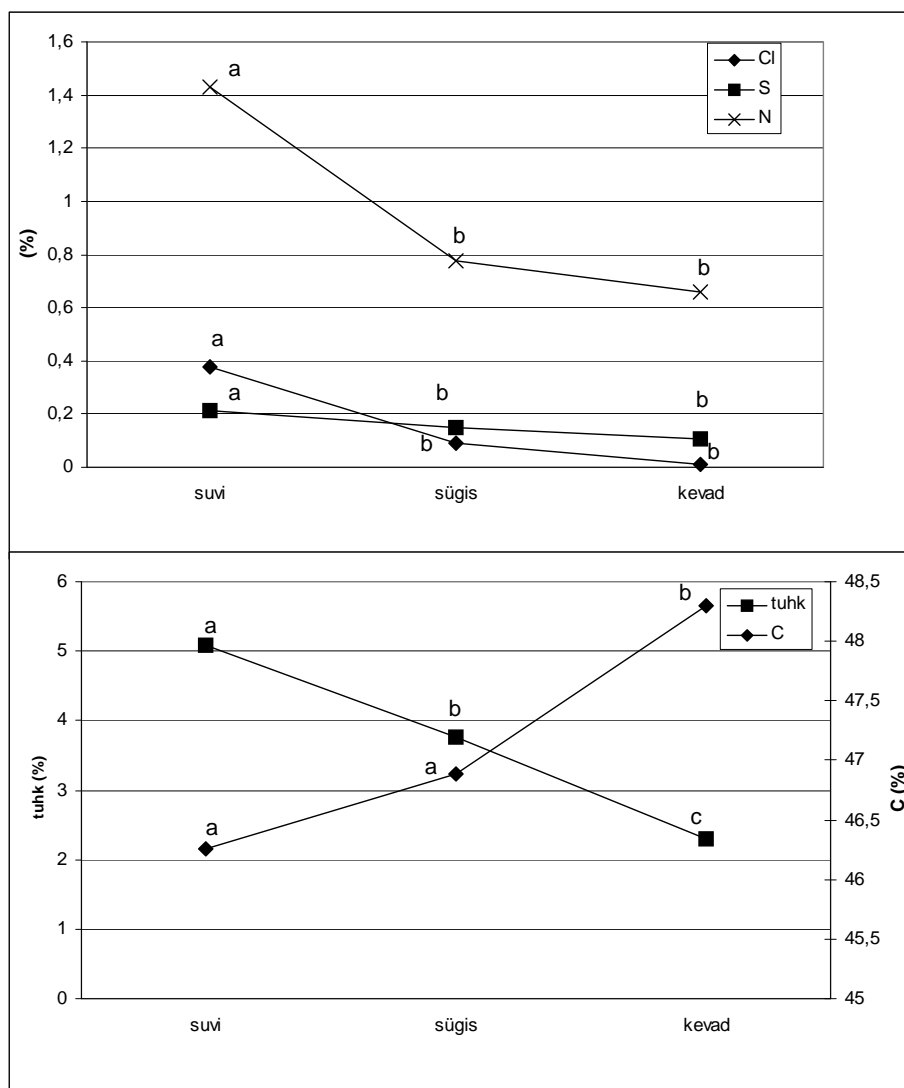 1,6
1,4
1,2
1
0,8
0,6
0,4
0,2
0
(%)
Cl
S
N
a
b
b
a
a
b
b
b
b
suvi sügis kevad
6
5
4
3
2
1
0
tuhk (%)
48,5
48
47,5
47
46,5
46
45,5
45
C (%)
tuhk
C
a
b
b
a
a
c
suvi sügis kevad